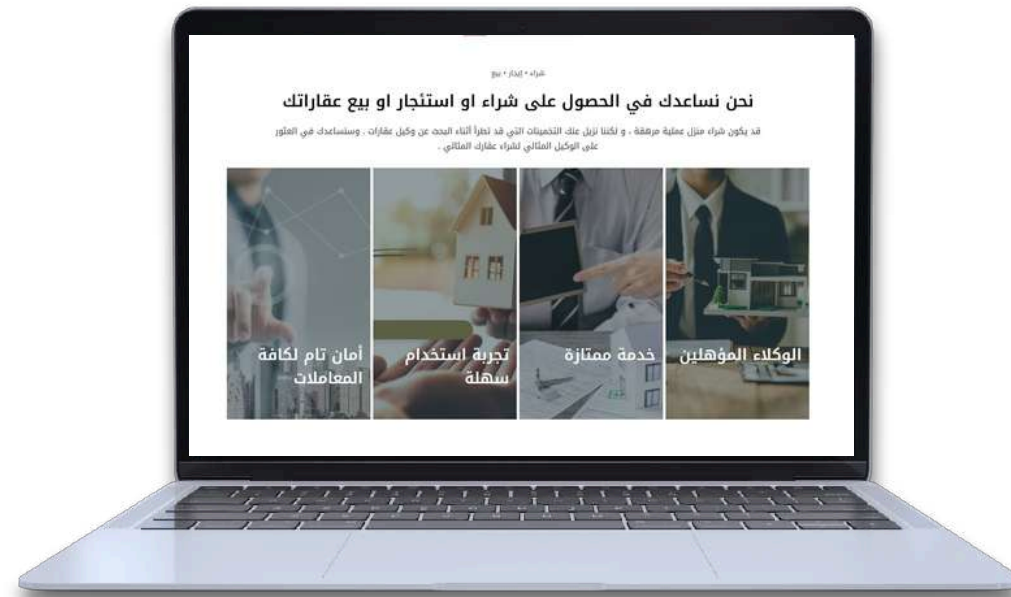 شراء • إيجار • بيع
نحن نساعدك في الحصول على شراء او استئجار او بيع عقاراتك
قد يكون شراء منزل عملية مرهقة ، و لكننا نزيل عنك التخمينات التي قد تطرأ أثناء البحث عن وكيل عقارات . وسنساعدك في العثور
على الوكيل المثالي لشراء عقارك المثالي .
الوكلاء المؤهلين
خدمة ممتازة
تجربة استخدام
سهلة
أمان تام لكافة
المعاملات